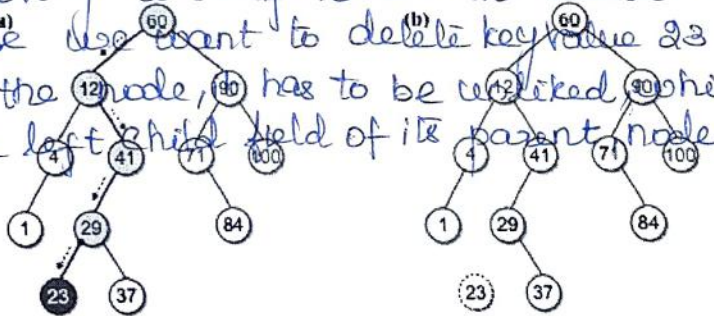 (a) 60 (b) 60
we want to delete key value 23
12 90 12 90
the node, it has to be unliked, whi
4 41 71 100 4 41 71 100
left child field of its parent node
1 29 84 1 29 84
23 37 23 37